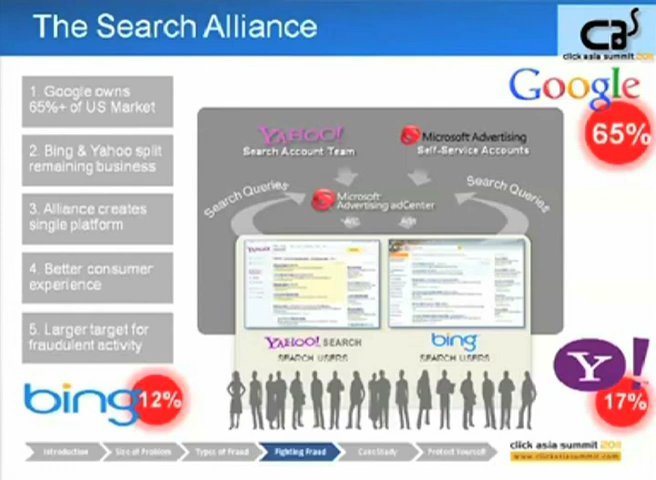 The Search Alliance
cas
click asia summit 2011
1. Google owns
65%+ of US Market
2. Bing & Yahoo split
remaining business
3. Alliance creates
single platform
4. Better consumer
experience
5. Larger target for
fraudulent activity
Google
65%
YAHOO!
Search Account Team
Microsoft Advertising
Self-Service Accounts
Search Queries
Microsoft
Advertising adCenter
Search Queries
Ads
Ads
YAHOO! SEARCH
SEARCH USERS
bing
SEARCH USERS
bing
12%
Y!
17%
Introduction
Size of Problem
Types of Fraud
Fighting Fraud
Case Study
Protect Yourself
click asia summit 2011
www.clickasiasummit.com